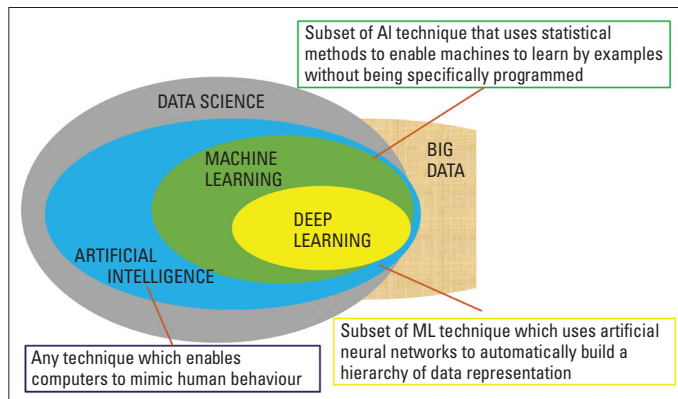 Subset of AI technique that uses statistical
methods to enable machines to learn by examples
without being specifically programmed
DATA SCIENCE
MACHINE
LEARNING
BIG
DATA
DEEP
LEARNING
ARTIFICIAL
INTELLIGENCE
Subset of ML technique which uses artificial
neural networks to automatically build a
hierarchy of data representation
Any technique which enables
computers to mimic human behaviour